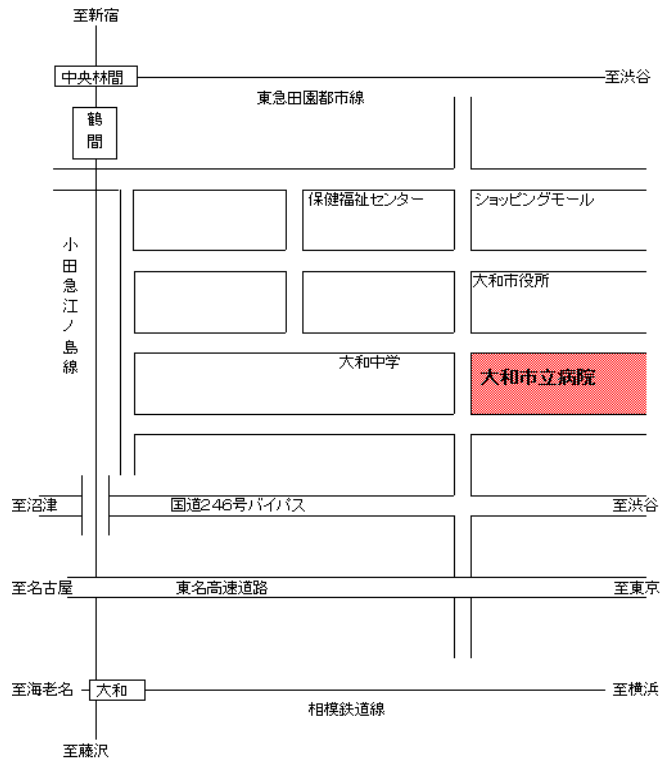 至新宿
中央林間
至渋谷
東急田園都市線
鶴間
保健福祉センター
ショッピングモール
小田急江ノ島線
大和市役所
大和中学
大和市立病院
至沼津
国道246号バイパス
至渋谷
至名古屋
東名高速道路
至東京
至海老名
大和
至横浜
相模鉄道線
至藤沢